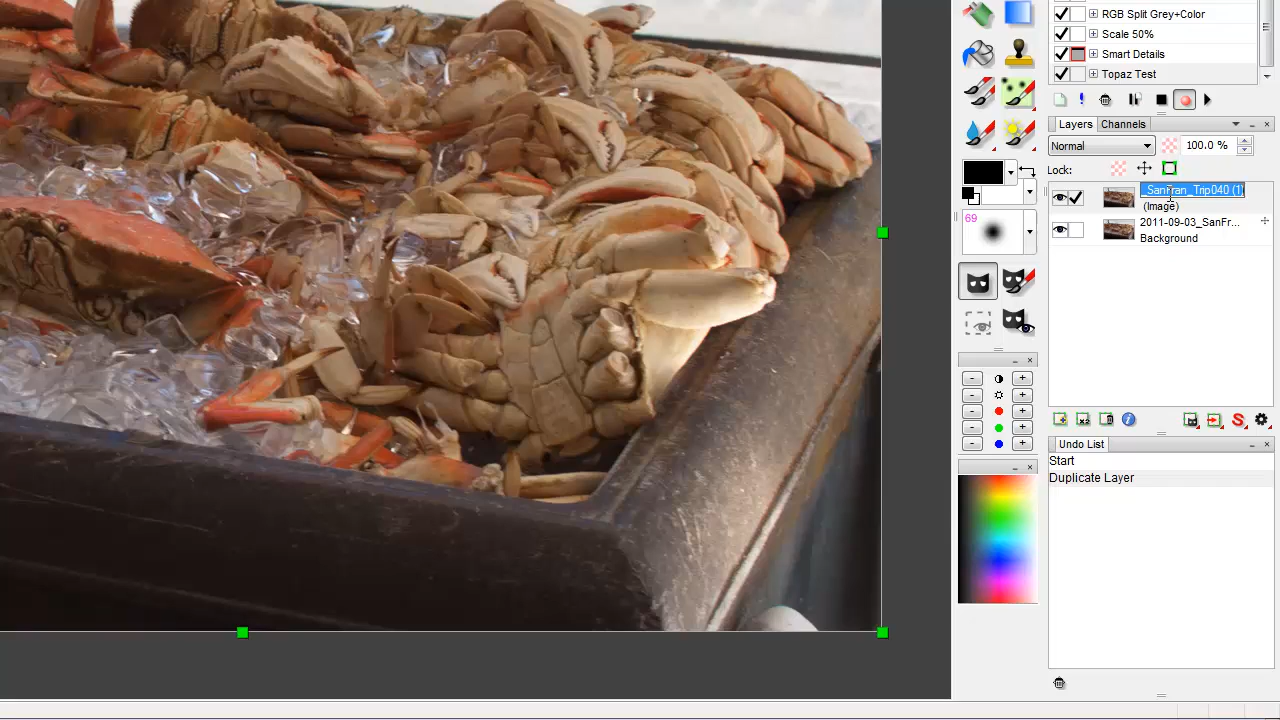 RGB Split Grey+Color
Scale 50%
Smart Details
Topaz Test
Layers
Channels
Normal
100.0 %
Lock:
_SanFran_Trip040 (1)
(Image)
2011-09-03_SanFr...
Background
69
Undo List
Start
Duplicate Layer